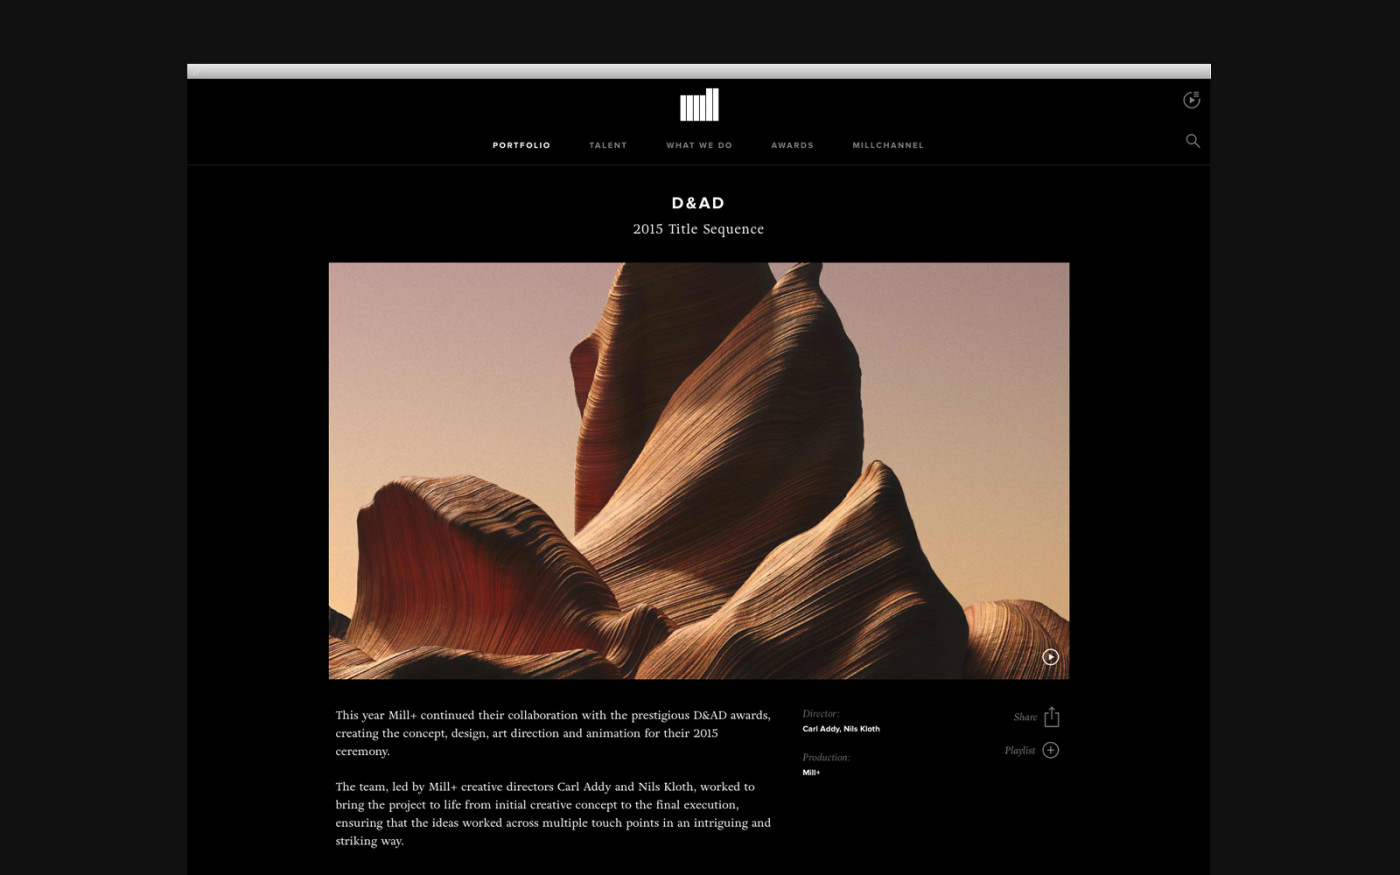 PORTFOLIO TALENT WHAT WE DO AWARDS MILLCHANNEL
D&AD
2015 Title Sequence
This year Mill+ continued their collaboration with the prestigious D&AD awards,
creating the concept, design, art direction and animation for their 2015
ceremony.
The team, led by Mill+ creative directors Carl Addy and Nils Kloth, worked to
bring the project to life from initial creative concept to the final execution,
ensuring that the ideas worked across multiple touch points in an intriguing and
striking way.
Director:
Carl Addy, Nils Kloth
Production:
Mill+
Share
Playlist